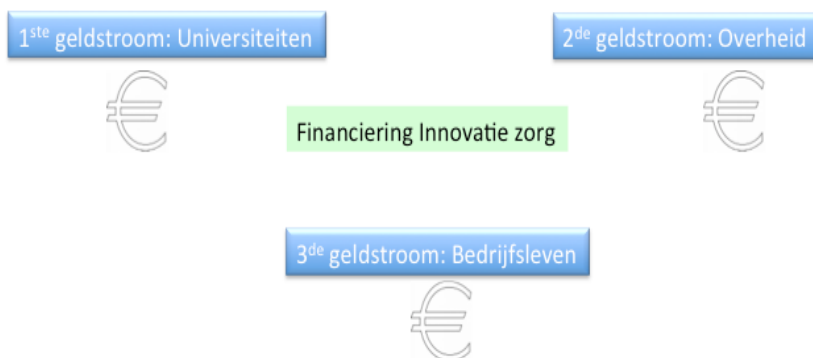 1ste geldstroom: Universiteiten
2de geldstroom: Overheid
€
€
Financiering Innovatie zorg
3de geldstroom: Bedrijfsleven
€